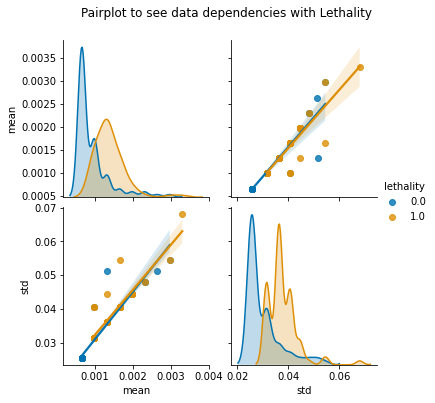 Pairplot to see data dependencies with Lethality
0.0035
0.0030
0.0025
0.0020
0.0015
0.0010
0.0005
mean
lethality
0.0
1.0
0.07
0.06
0.05
0.04
0.03
std
0.001 0.002 0.003 0.004
mean
0.02 0.04 0.06
std